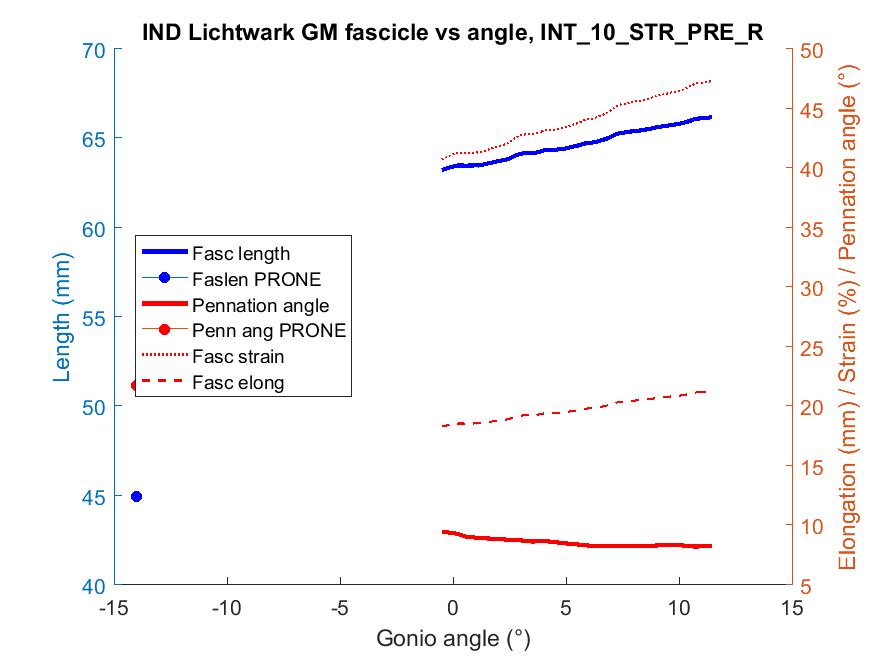 IND Lichtwark GM fascicle vs angle, INT_10_STR_PRE_R
70
65
60
55
50
45
40
Length (mm)
Fasc length
Faslen PRONE
Pennation angle
Penn ang PRONE
Fasc strain
Fasc elong
50
45
40
35
30
25
20
15
10
5
Elongation (mm) / Strain (%) / Pennation angle (°)
-15
-10
-5
0
5
10
15
Gonio angle (°)